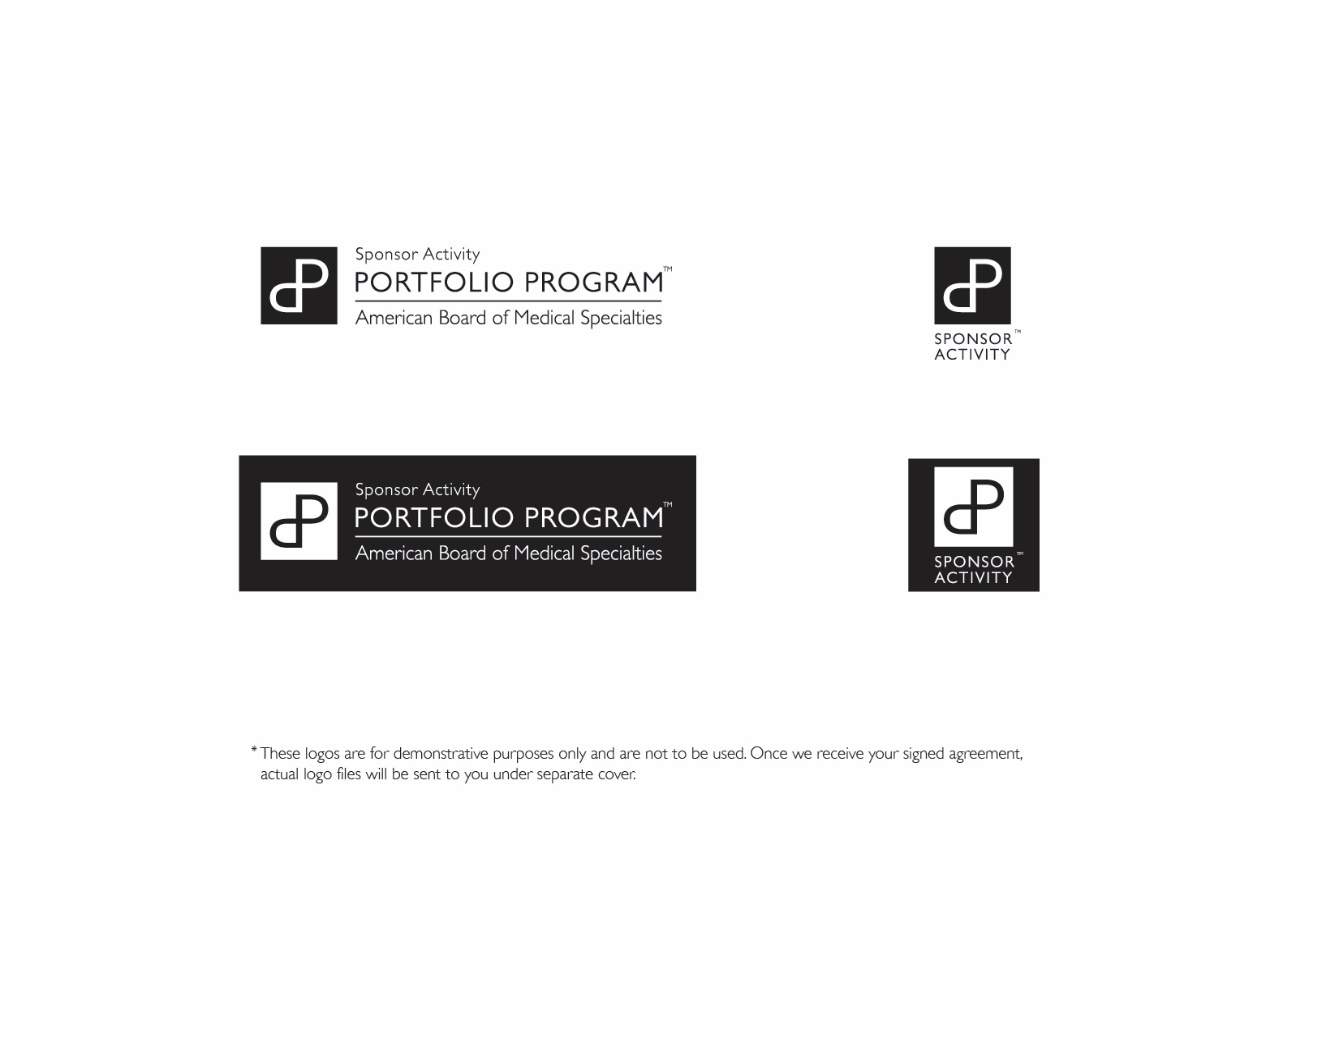 Sponsor Activity
PORTFOLIO PROGRAM™
American Board of Medical Specialties
SPONSOR™
ACTIVITY
Sponsor Activity
PORTFOLIO PROGRAM™
American Board of Medical Specialties
SPONSOR™
ACTIVITY
* These logos are for demonstrative purposes only and are not to be used. Once we receive your signed agreement,
actual logo files will be sent to you under separate cover.